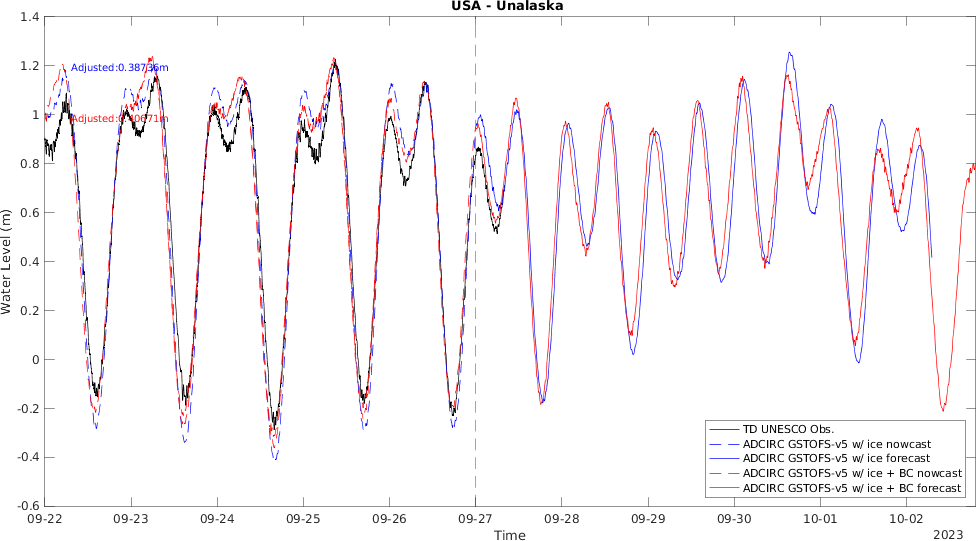 USA - Unalaska
1.4
1.2
1
0.8
0.6
0.4
0.2
0
-0.2
-0.4
-0.6
Water Level (m)
Adjusted:0.38736m
TD UNESCO Obs.
ADCIRC GSTOFS-v5 w/ ice nowcast
ADCIRC GSTOFS-v5 w/ ice forecast
ADCIRC GSTOFS-v5 w/ ice + BC nowcast
ADCIRC GSTOFS-v5 w/ ice + BC forecast
09-22 09-23 09-24 09-25 09-26 09-27 09-28 09-29 09-30 10-01 10-02
Time
2023